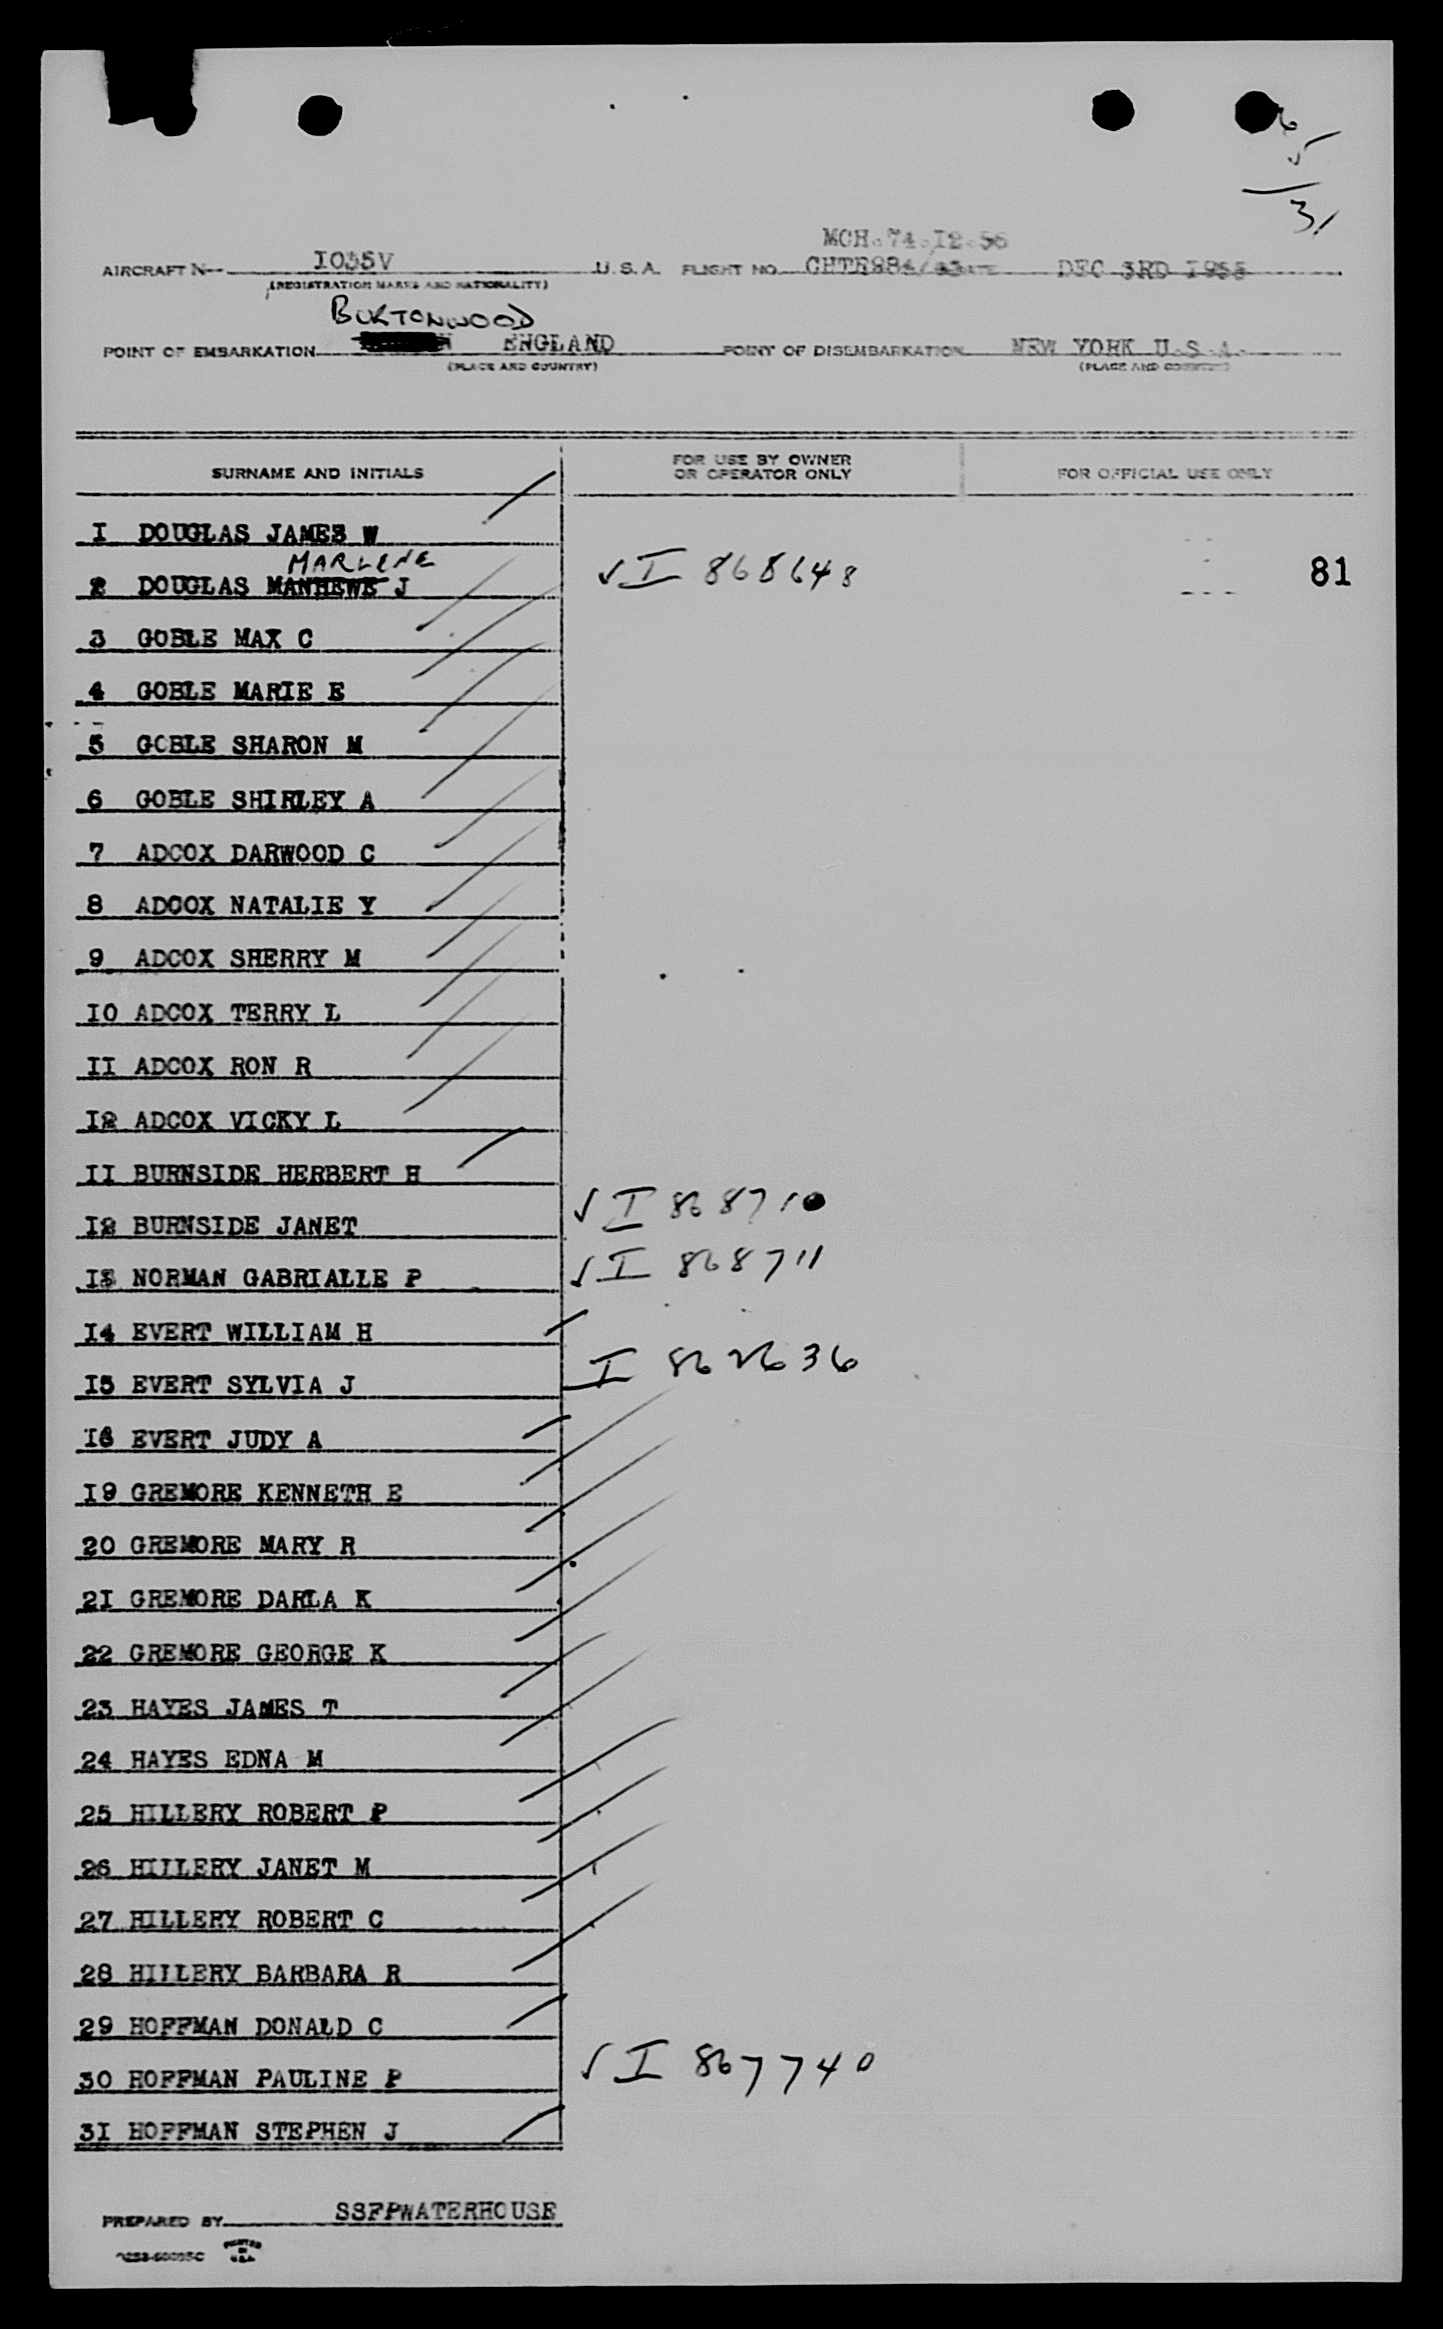 5
31
MCH.74.12.55
AIRCRAFT No 1035V U.S.A. FLIGHT NO. DATE DEC 3RD 1955
(REGISTRATION MARKS AND NATIONALITY)
BURTONWOOD
POINT OF EMBARKATION ENGLAND POINT OF DISEMBARKATION NEW YORK U.S.A.
(PLACE AND COUNTRY) (PLACE AND COUNTRY)
SURNAME AND INITIALS FOR USE BY OWNER OR OPERATOR ONLY FOR OFFICIAL USE ONLY
1 DOUGLAS JAMES W
MARLENE
2 DOUGLAS MANHEWE J ✓ I 868648 81
3 GOBLE MAX C
4 GOBLE MARIE E
5 GOBLE SHARON M
6 GOBLE SHIRLEY A
7 ADCOX DARWOOD C
8 ADCOX NATALIE Y
9 ADCOX SHERRY M
10 ADCOX TERRY L
11 ADCOX RON R
12 ADCOX VICKY L
11 BURNSIDE HERBERT H
12 BURNSIDE JANET ✓ I 868710
13 NORMAN GABRIALLE P ✓ I 868711
14 EVERT WILLIAM H
15 EVERT SYLVIA J I 862636
16 EVERT JUDY A
19 GREMORE KENNETH E
20 GREMORE MARY R
21 GREMORE DARLA K
22 GREMORE GEORGE K
23 HAYES JAMES T
24 HAYES EDNA M
25 HILLERY ROBERT P
26 HILLERY JANET M
27 HILLERY ROBERT C
28 HILLERY BARBARA R
29 HOFFMAN DONALD C
30 HOFFMAN PAULINE P ✓ I 867740
31 HOFFMAN STEPHEN J
PREPARED BY SSFPWATERHOUSE
PRINTED IN U.S.A.